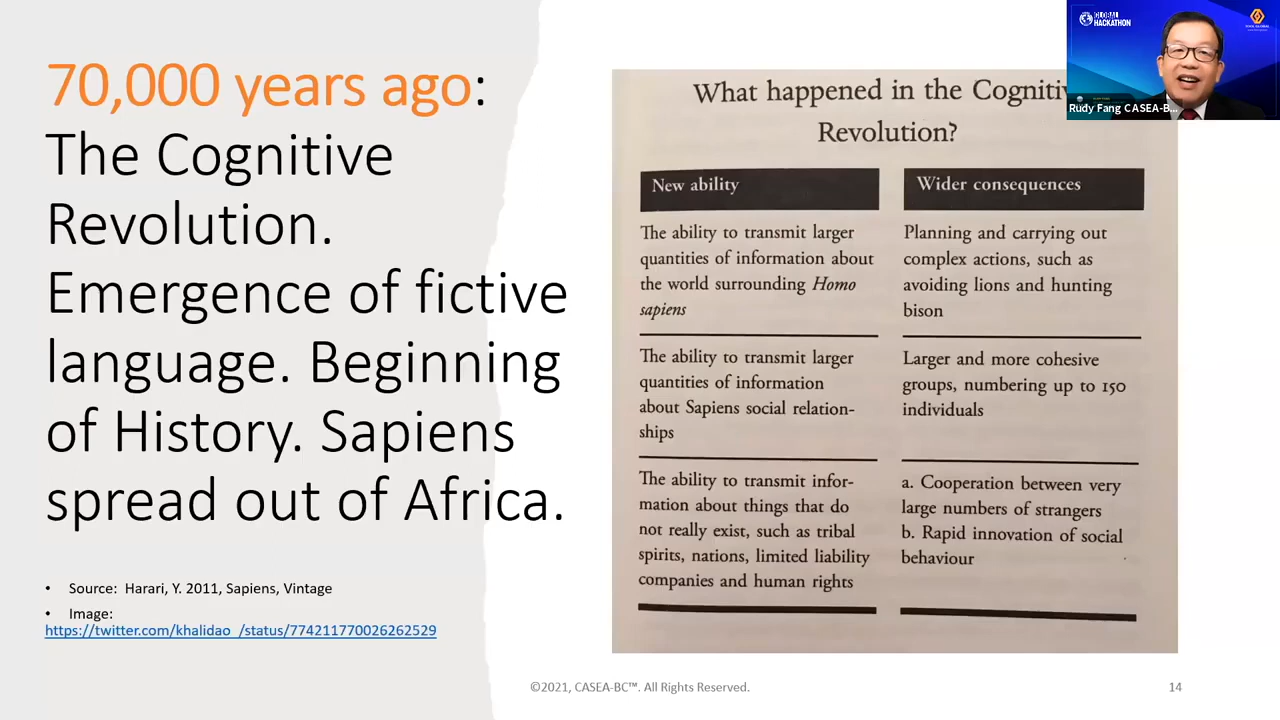 70,000 years ago:
The Cognitive
Revolution.
Emergence of fictive
language. Beginning
of History. Sapiens
spread out of Africa.
• Source: Harari, Y. 2011, Sapiens, Vintage
• Image:
https://twitter.com/khalidao_/status/774211770026262529
What happened in the Cogniti
Revolution?
New ability
The ability to transmit larger
quantities of information about
the world surrounding Homo
sapiens
The ability to transmit larger
quantities of information
about Sapiens social relation-
ships
The ability to transmit infor-
mation about things that do
not really exist, such as tribal
spirits, nations, limited liability
companies and human rights
Wider consequences
Planning and carrying out
complex actions, such as
avoiding lions and hunting
bison
Larger and more cohesive
groups, numbering up to 150
individuals
a. Cooperation between very
large numbers of strangers
b. Rapid innovation of social
behaviour
GLOBAL
HACKATHON
Rudy Fang CASEA-B...
©2021, CASEA-BC™. All Rights Reserved.
14